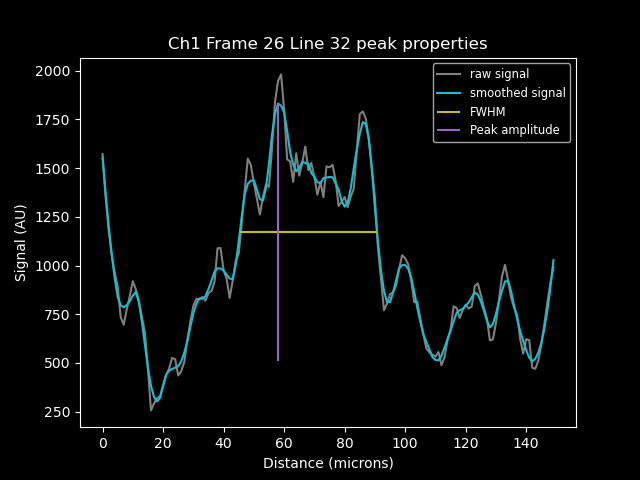 Ch1 Frame 26 Line 32 peak properties
raw signal
smoothed signal
FWHM
Peak amplitude
Signal (AU)
2000
1750
1500
1250
1000
750
500
250
0 20 40 60 80 100 120 140
Distance (microns)